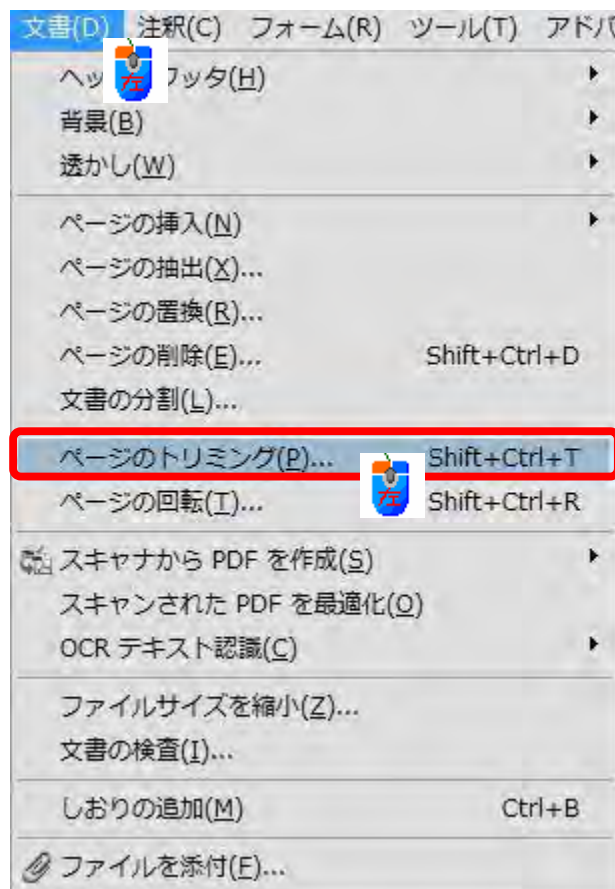 文書(D) 注釈(C) フォーム(R) ツール(T) アドバ
左
ヘッ フッタ(H)
背景(B)
透かし(W)
ページの挿入(N)
ページの抽出(X)...
ページの置換(R)...
ページの削除(E)... Shift+Ctrl+D
文書の分割(L)...
ページのトリミング(P)... Shift+Ctrl+T
左
ページの回転(T)... Shift+Ctrl+R
スキャナから PDF を作成(S)
スキャンされた PDF を最適化(O)
OCR テキスト認識(C)
ファイルサイズを縮小(Z)...
文書の検査(I)...
しおりの追加(M) Ctrl+B
ファイルを添付(F)...